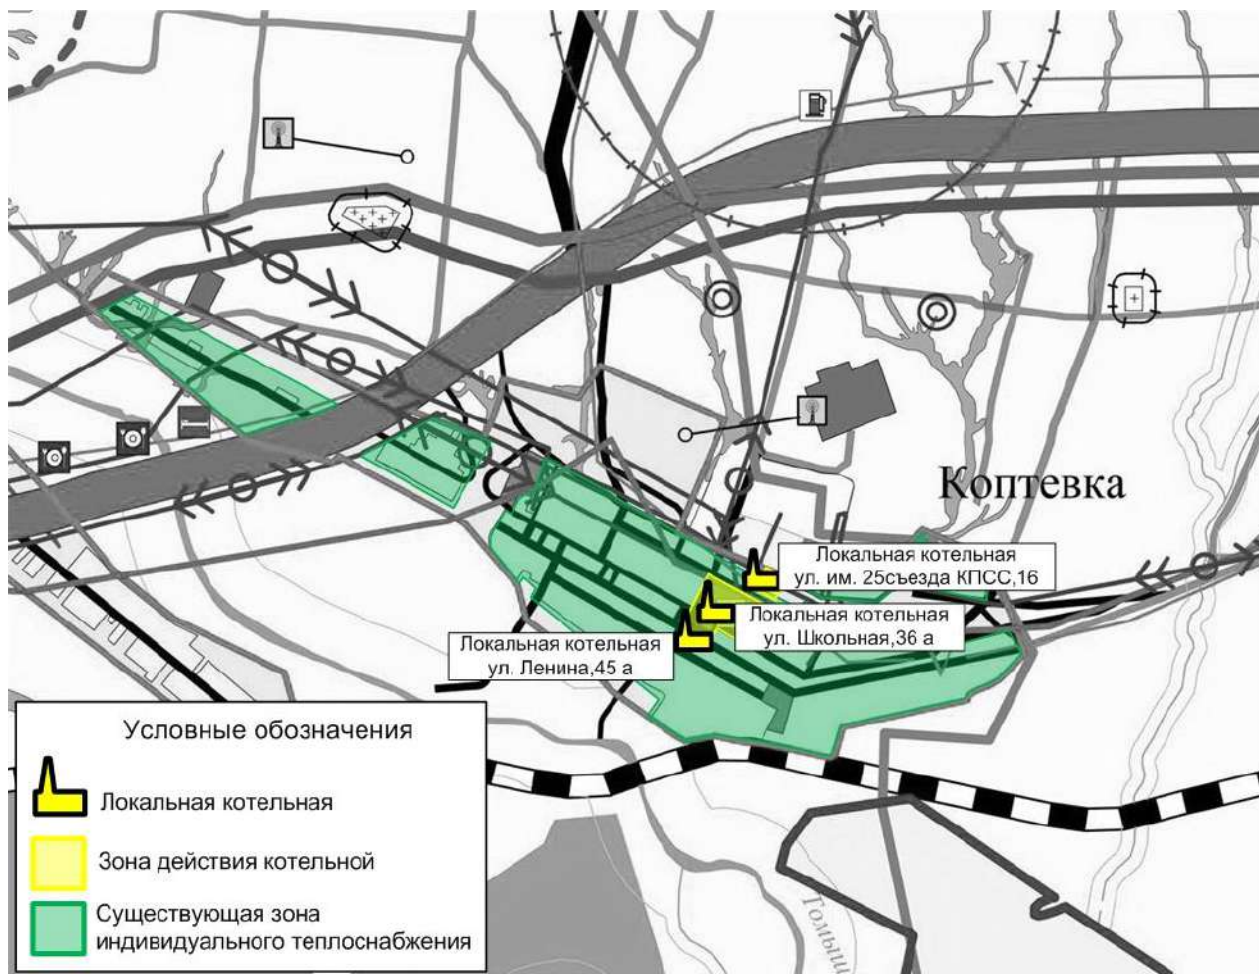 V
Коптевка
Локальная котельная
ул. им. 25съезда КПСС,16
Локальная котельная
ул. Школьная,36 а
Локальная котельная
ул. Ленина,45 а
V
Условные обозначения
Локальная котельная
Зона действия котельной
Существующая зона
индивидуального теплоснабжения
Томыш